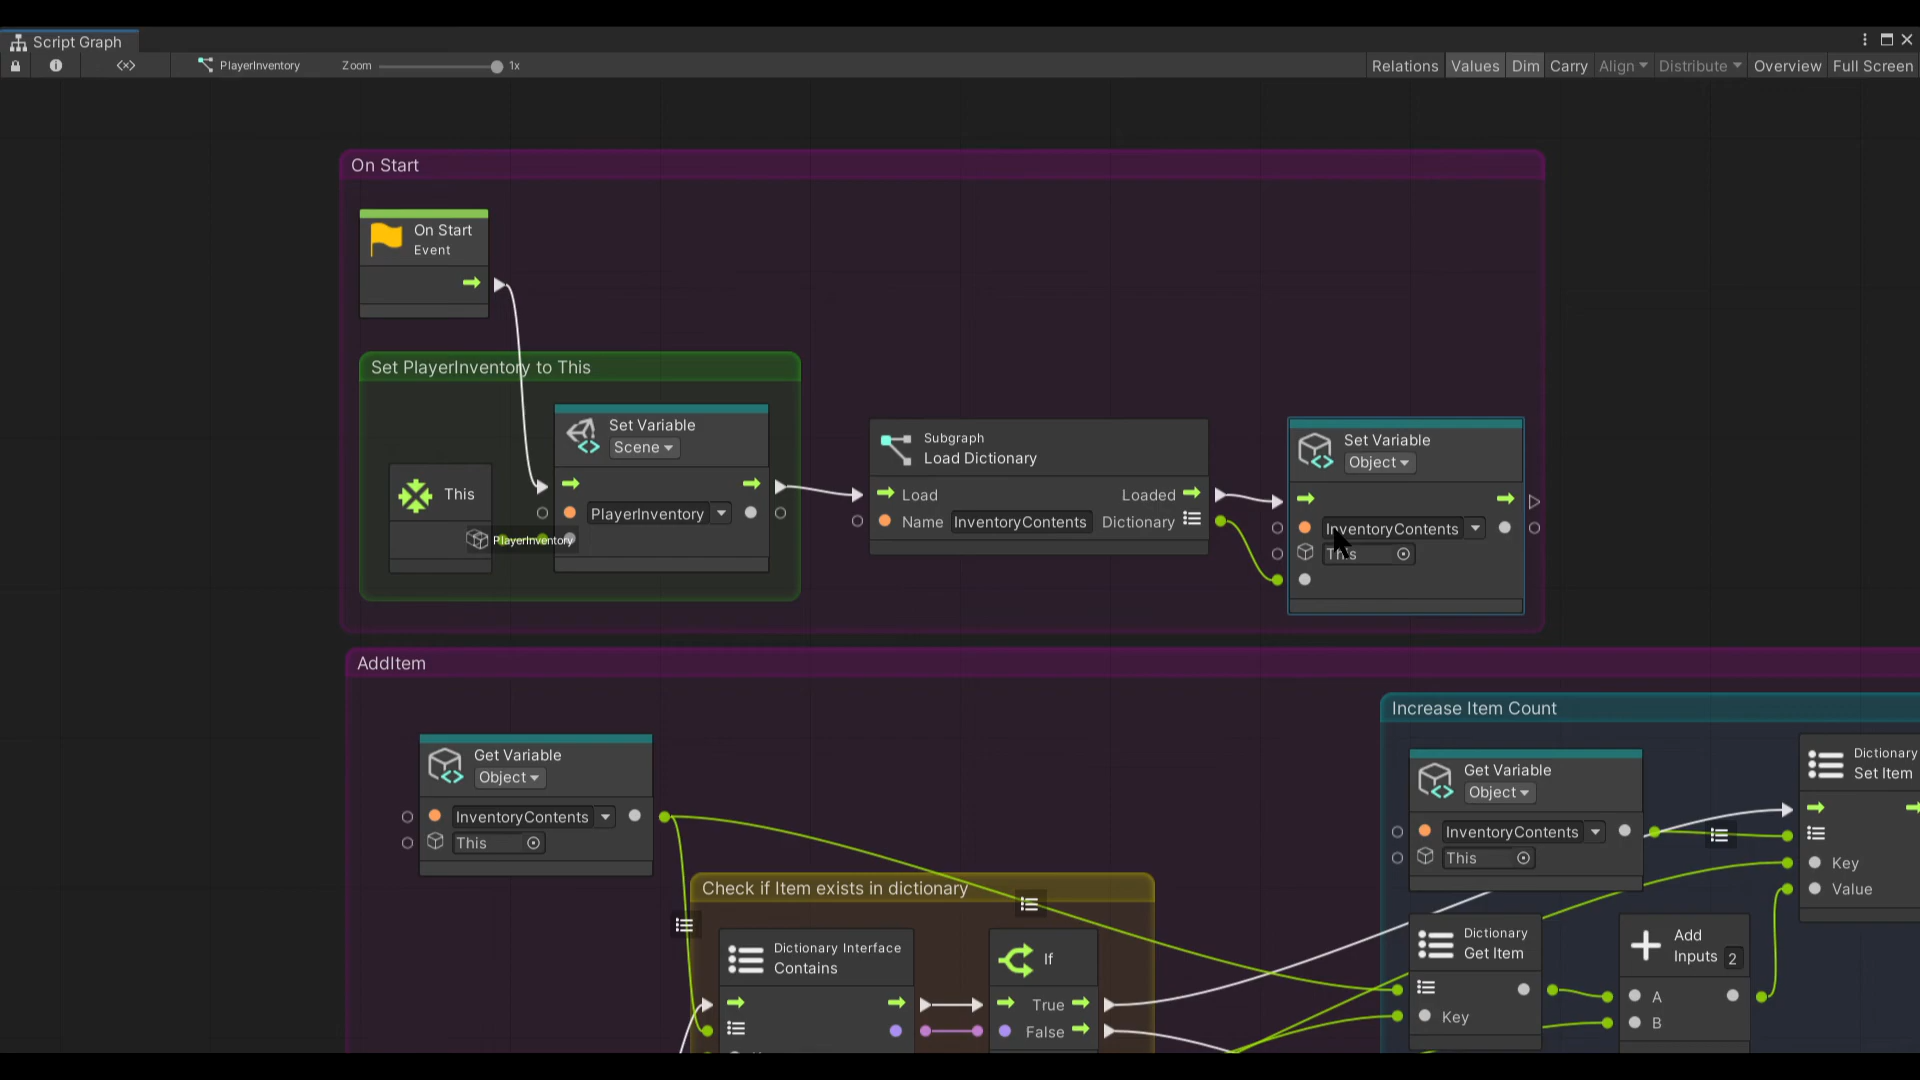 Script Graph
PlayerInventory
Zoom
1x
Relations
Values
Dim
Carry
Align
Distribute
Overview
Full Screen
On Start
On Start
Event
Set PlayerInventory to This
Set Variable
Scene
This
PlayerInventory
PlayerInventory
Subgraph
Load Dictionary
Load
Loaded
Name
InventoryContents
Dictionary
Set Variable
Object
InventoryContents
This
AddItem
Get Variable
Object
InventoryContents
This
Check if Item exists in dictionary
Dictionary Interface
Contains
If
True
False
Increase Item Count
Get Variable
Object
InventoryContents
This
Dictionary
Set Item
Key
Value
Dictionary
Get Item
Key
Add
Inputs 2
A
B